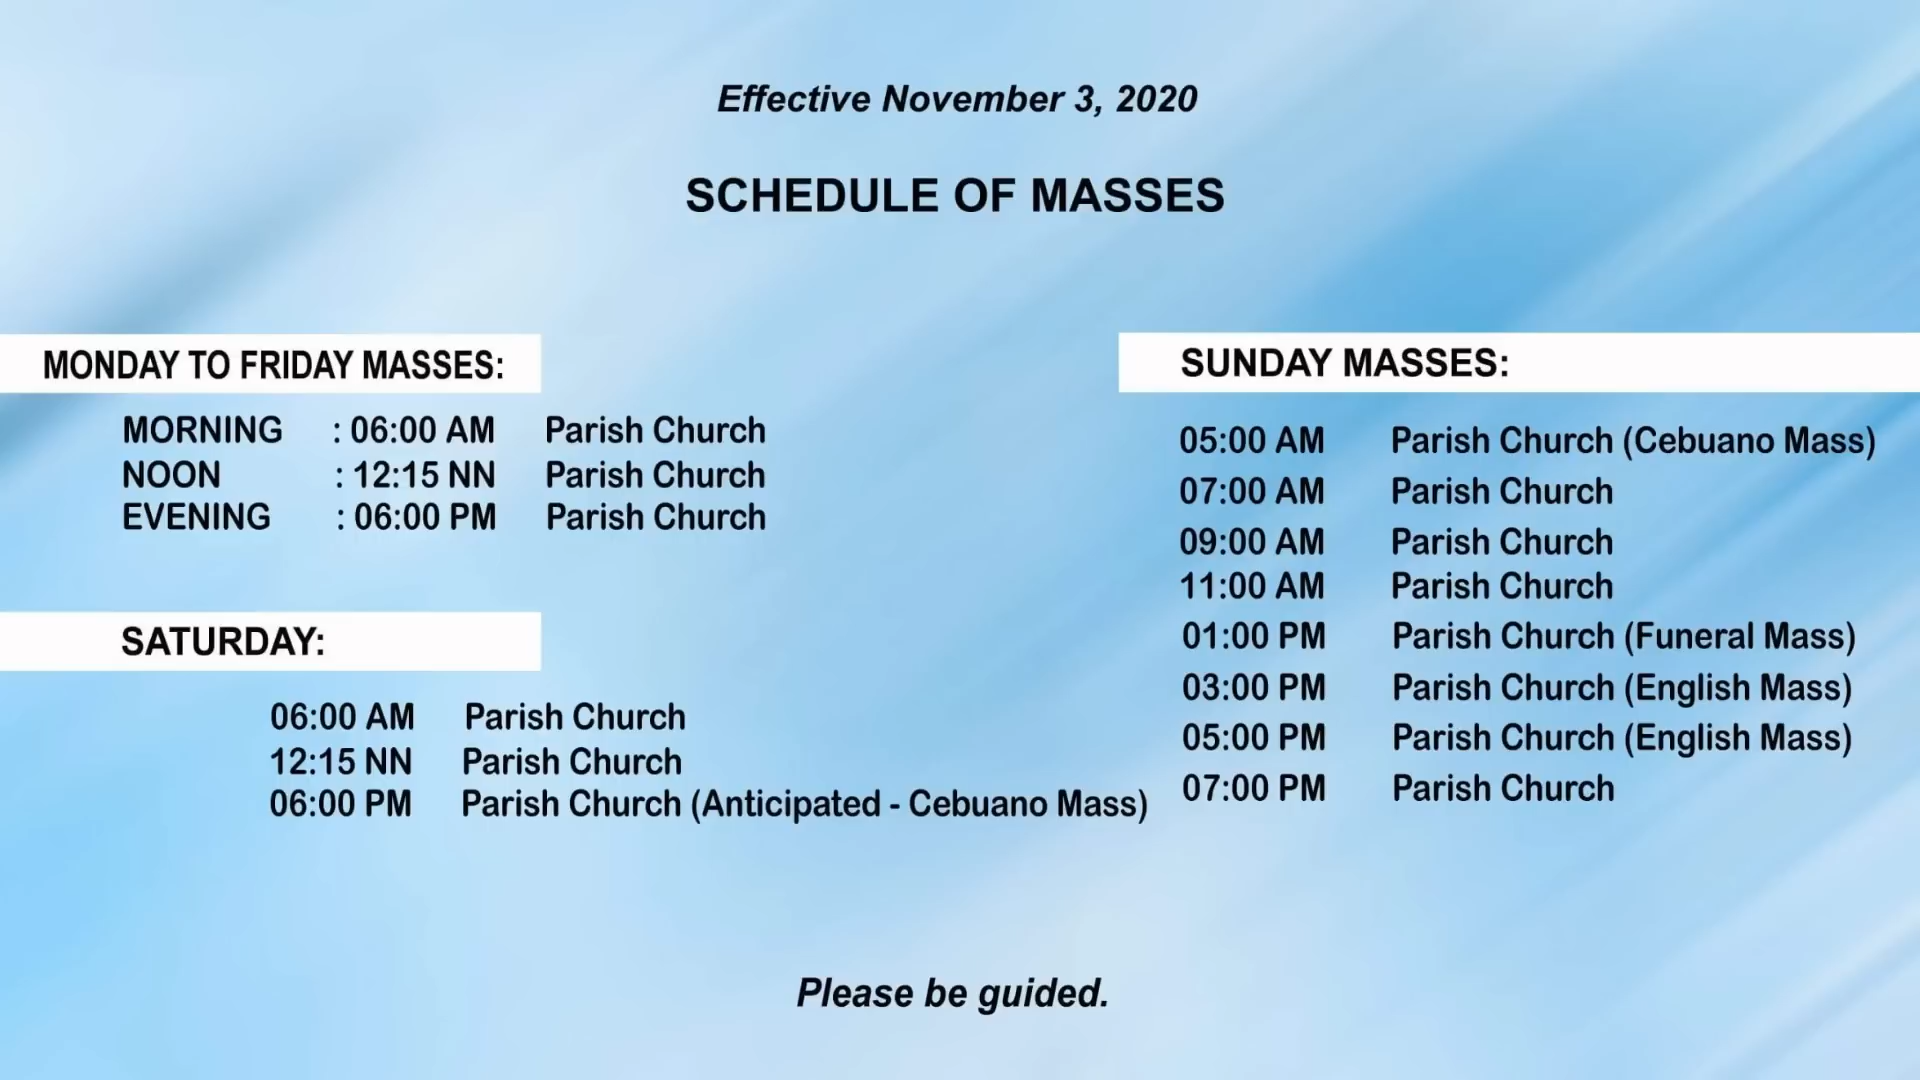 Effective November 3, 2020
SCHEDULE OF MASSES
MONDAY TO FRIDAY MASSES:
MORNING : 06:00 AM Parish Church
NOON : 12:15 NN Parish Church
EVENING : 06:00 PM Parish Church
SATURDAY:
06:00 AM Parish Church
12:15 NN Parish Church
06:00 PM Parish Church (Anticipated - Cebuano Mass)
SUNDAY MASSES:
05:00 AM Parish Church (Cebuano Mass)
07:00 AM Parish Church
09:00 AM Parish Church
11:00 AM Parish Church
01:00 PM Parish Church (Funeral Mass)
03:00 PM Parish Church (English Mass)
05:00 PM Parish Church (English Mass)
07:00 PM Parish Church
Please be guided.